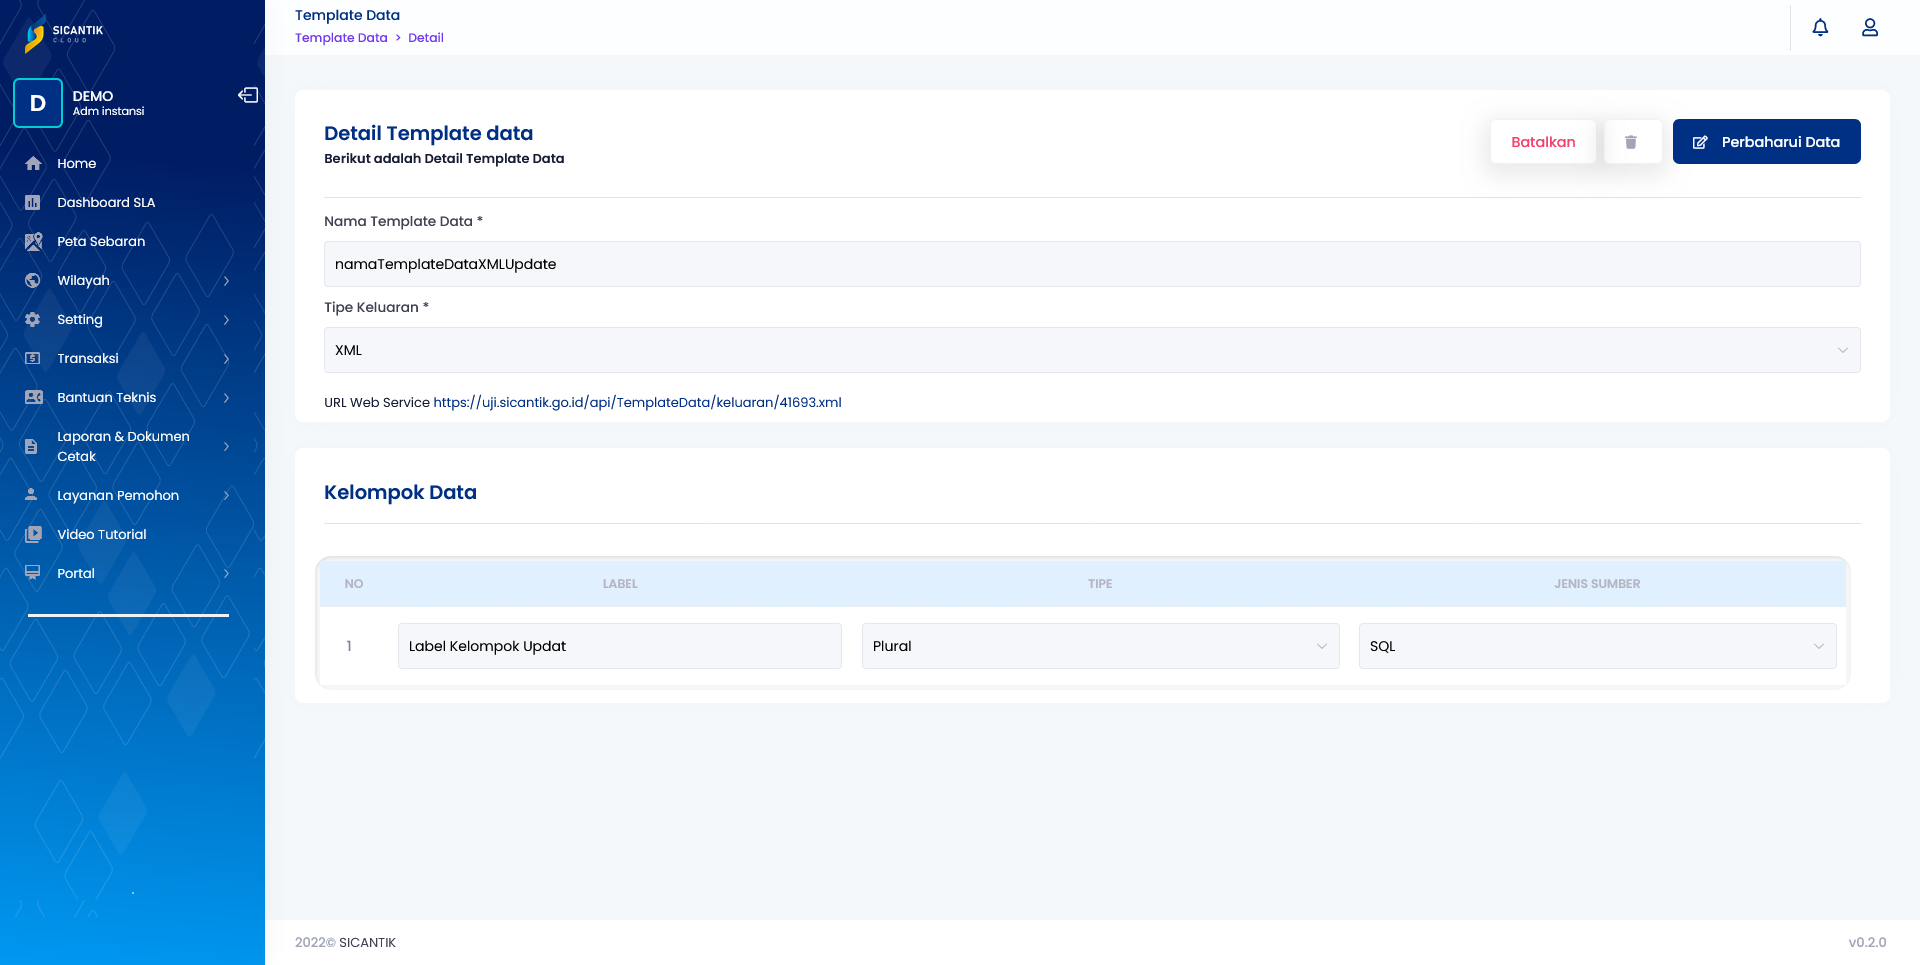 SICANTIK
CLOUD
D
DEMO
Adm instansi
Home
Dashboard SLA
Peta Sebaran
Wilayah
Setting
Transaksi
Bantuan Teknis
Laporan & Dokumen
Cetak
Layanan Pemohon
Video Tutorial
Portal
Template Data
Template Data > Detail
Detail Template data
Berikut adalah Detail Template Data
Batalkan
Perbaharui Data
Nama Template Data *
namaTemplateDataXMLUpdate
Tipe Keluaran *
XML
URL Web Service https://uji.sicantik.go.id/api/TemplateData/keluaran/41693.xml
Kelompok Data
NO LABEL TIPE JENIS SUMBER
1 Label Kelompok Updat Plural SQL
2022© SICANTIK v0.2.0